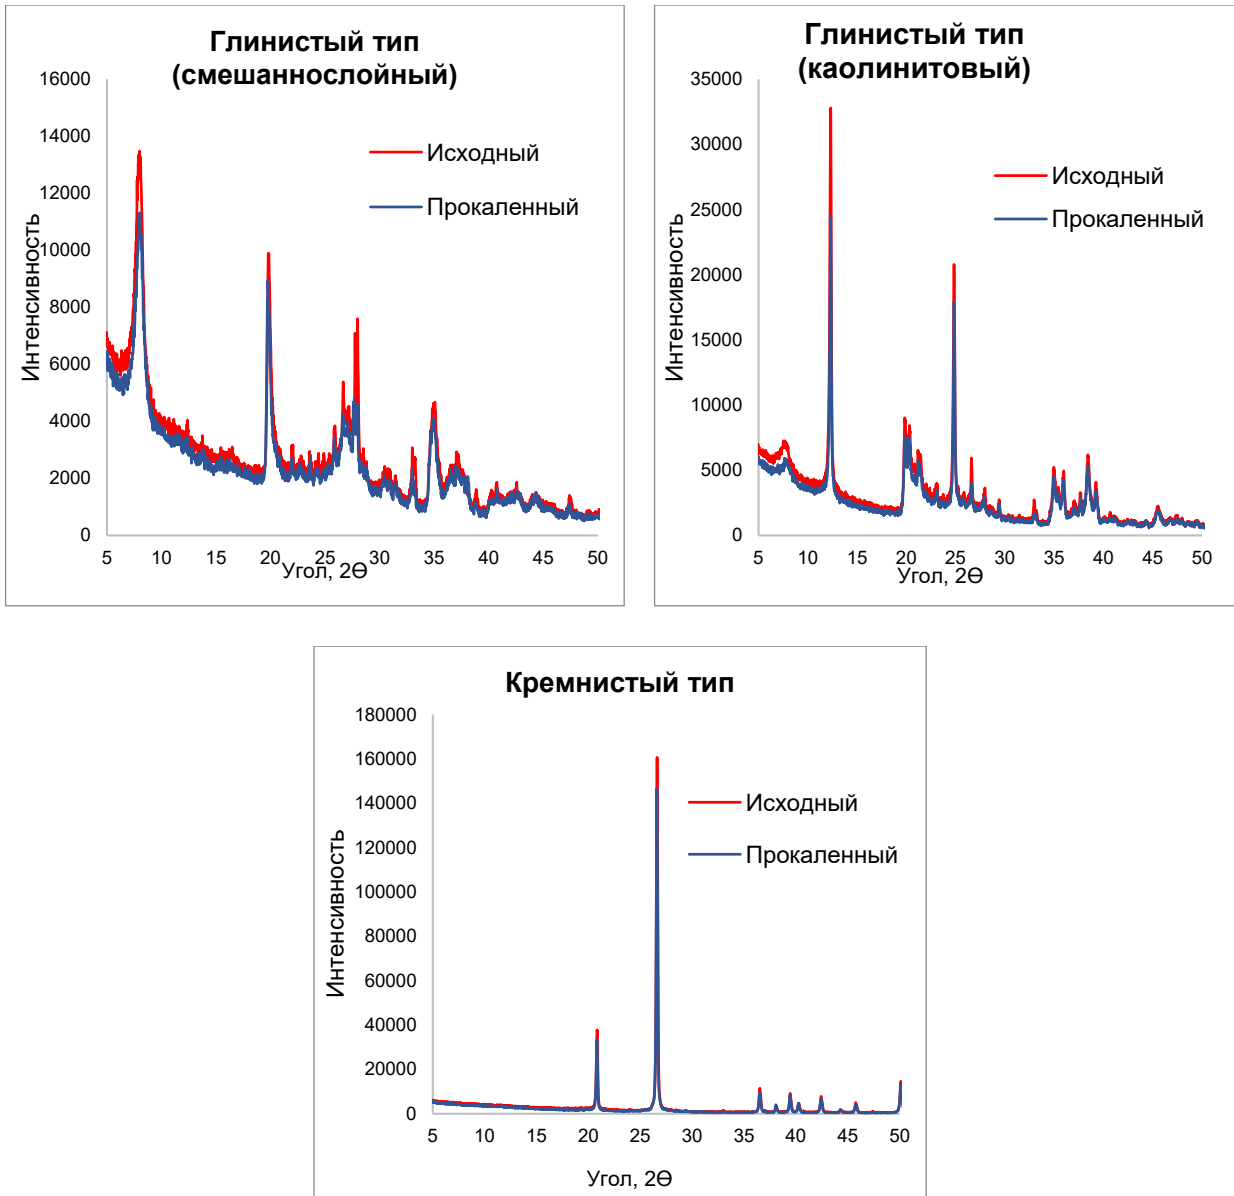 Глинистый тип
(смешаннослойный)
16000
14000
12000
10000
8000
6000
4000
2000
0
Интенсивность
Исходный
Прокаленный
5 10 15 20 25 30 35 40 45 50
Угол, 2Ө
Глинистый тип
(каолинитовый)
35000
30000
25000
20000
15000
10000
5000
0
Интенсивность
Исходный
Прокаленный
5 10 15 20 25 30 35 40 45 50
Угол, 2Ө
Кремнистый тип
180000
160000
140000
120000
100000
80000
60000
40000
20000
0
Интенсивность
Исходный
Прокаленный
5 10 15 20 25 30 35 40 45 50
Угол, 2Ө